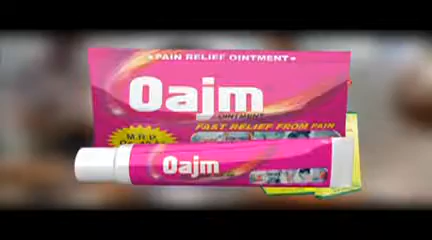 PAIN RELIEF OINTMENT
Oajm
OINTMENT
FAST RELIEF FROM PAIN
M.R.P.
Oajm